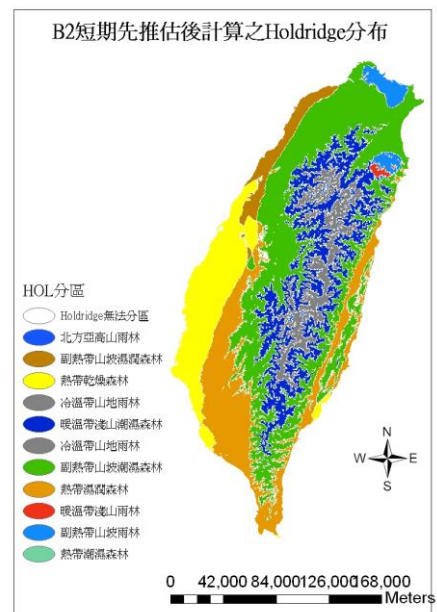 B2短期先推估後計算之Holdridge分布
HOL分區
Holdridge無法分區
北方亞高山雨林
副熱帶山坡濕潤森林
熱帶乾燥森林
冷溫帶山地雨林
暖溫帶淺山潮濕森林
冷溫帶山地雨林
副熱帶山坡潮濕森林
熱帶濕潤森林
暖溫帶淺山雨林
副熱帶山坡雨林
熱帶潮濕森林
N
W E
S
0 42,000 84,000 126,000 168,000
Meters